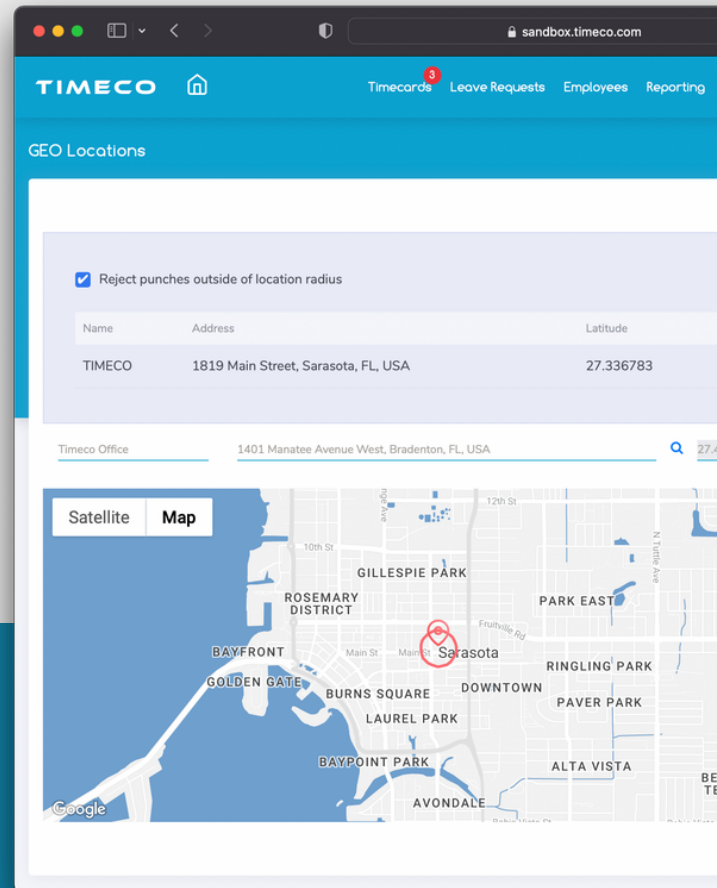 sandbox.timeco.com
TIMECO
Timecards 3 Leave Requests Employees Reporting
GEO Locations
Reject punches outside of location radius
Name Address Latitude
TIMECO 1819 Main Street, Sarasota, FL, USA 27.336783
Timeco Office 1401 Manatee Avenue West, Bradenton, FL, USA 27.4
Satellite Map
12th St
10th St
N Tuttle Ave
GILLESPIE PARK
ROSEMARY
DISTRICT
PARK EAST
Fruitville Rd
BAYFRONT
Main St
Main St
Sarasota
RINGLING PARK
GOLDEN GATE
BURNS SQUARE
DOWNTOWN
PAVER PARK
LAUREL PARK
BAYPOINT PARK
ALTA VISTA
AVONDALE
Google